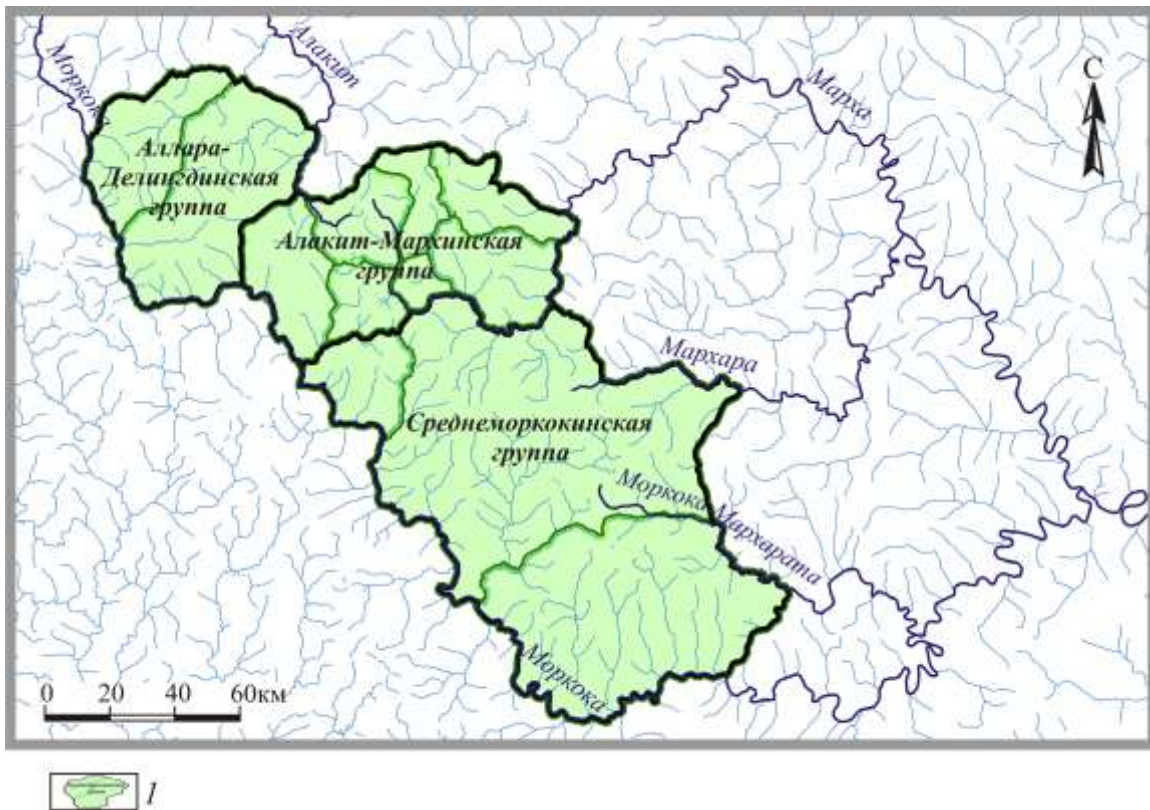 Моркока
Алакит
Марха
С
Аллара-
Делингдинская
группа
Алакит-Мархинская
группа
Мархара
Среднеморкокинская
группа
Моркока-Мархарата
Моркока
0 20 40 60км
1